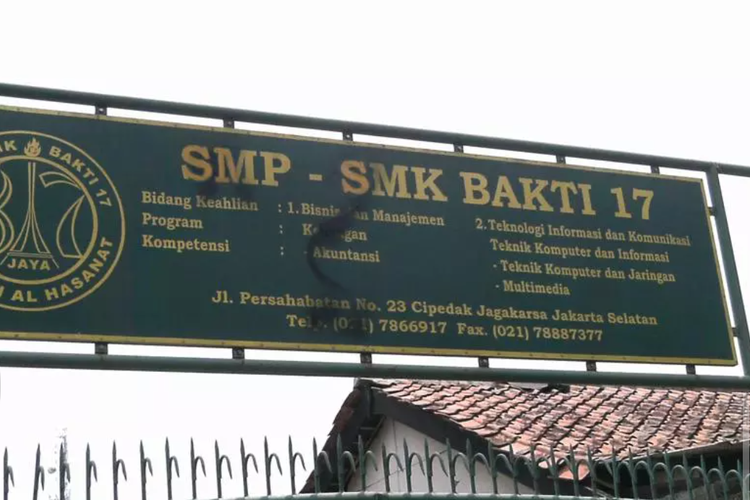 BAKTI 17
JAYA
AL HASANAT
SMP - SMK BAKTI 17
Bidang Keahlian : 1. Bisnis dan Manajemen
Program : Keuangan
Kompetensi : - Akuntansi
2. Teknologi Informasi dan Komunikasi
Teknik Komputer dan Informasi
- Teknik Komputer dan Jaringan
- Multimedia
Jl. Persahabatan No. 23 Cipedak Jagakarsa Jakarta Selatan
Telp. (021) 7866917 Fax. (021) 78887377